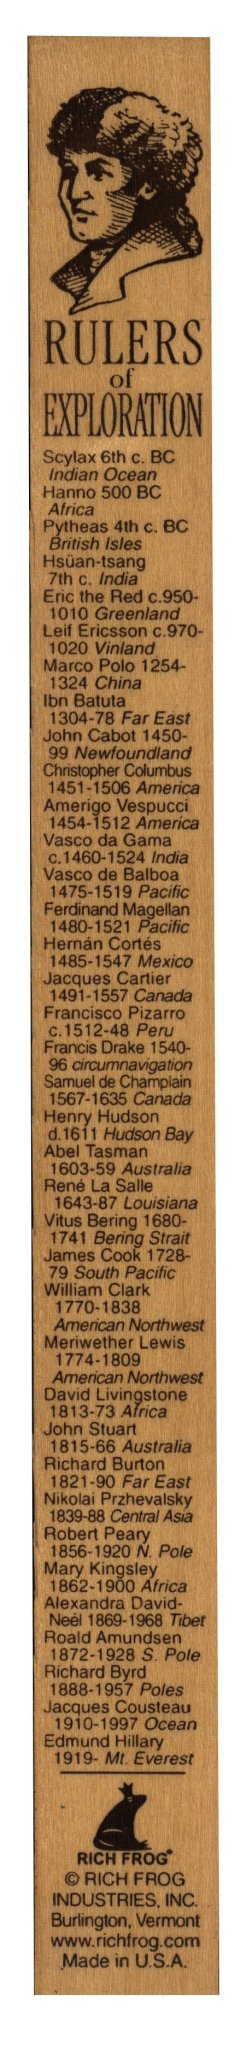 RULERS
of
EXPLORATION
Scylax 6th c. BC
Indian Ocean
Hanno 500 BC
Africa
Pytheas 4th c. BC
British Isles
Hsüan-tsang
7th c. India
Eric the Red c.950-
1010 Greenland
Leif Ericsson c.970-
1020 Vinland
Marco Polo 1254-
1324 China
Ibn Batuta
1304-78 Far East
John Cabot 1450-
99 Newfoundland
Christopher Columbus
1451-1506 America
Amerigo Vespucci
1454-1512 America
Vasco da Gama
c.1460-1524 India
Vasco de Balboa
1475-1519 Pacific
Ferdinand Magellan
1480-1521 Pacific
Hernán Cortés
1485-1547 Mexico
Jacques Cartier
1491-1557 Canada
Francisco Pizarro
c.1512-48 Peru
Francis Drake 1540-
96 circumnavigation
Samuel de Champlain
1567-1635 Canada
Henry Hudson
d.1611 Hudson Bay
Abel Tasman
1603-59 Australia
René La Salle
1643-87 Louisiana
Vitus Bering 1680-
1741 Bering Strait
James Cook 1728-
79 South Pacific
William Clark
1770-1838
American Northwest
Meriwether Lewis
1774-1809
American Northwest
David Livingstone
1813-73 Africa
John Stuart
1815-66 Australia
Richard Burton
1821-90 Far East
Nikolai Przhevalsky
1839-88 Central Asia
Robert Peary
1856-1920 N. Pole
Mary Kingsley
1862-1900 Africa
Alexandra David-
Neél 1869-1968 Tibet
Roald Amundsen
1872-1928 S. Pole
Richard Byrd
1888-1957 Poles
Jacques Cousteau
1910-1997 Ocean
Edmund Hillary
1919- Mt. Everest
RICH FROG®
© RICH FROG
INDUSTRIES, INC.
Burlington, Vermont
www.richfrog.com
Made in U.S.A.